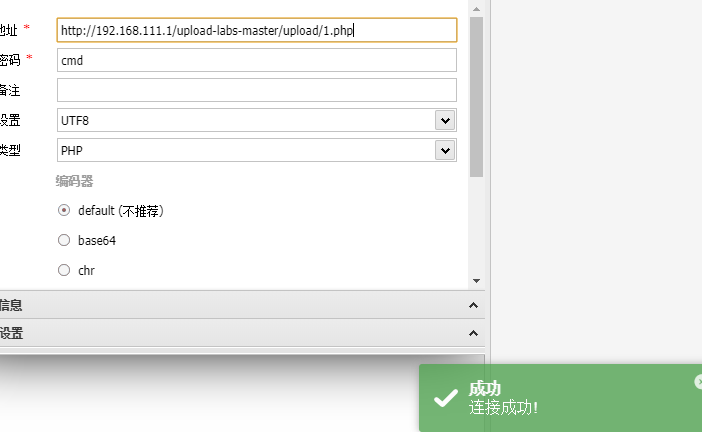 地址 * http://192.168.111.1/upload-labs-master/upload/1.php
密码 * cmd
备注
设置 UTF8
类型 PHP
编码器
default (不推荐)
base64
chr
信息
设置
成功
连接成功!